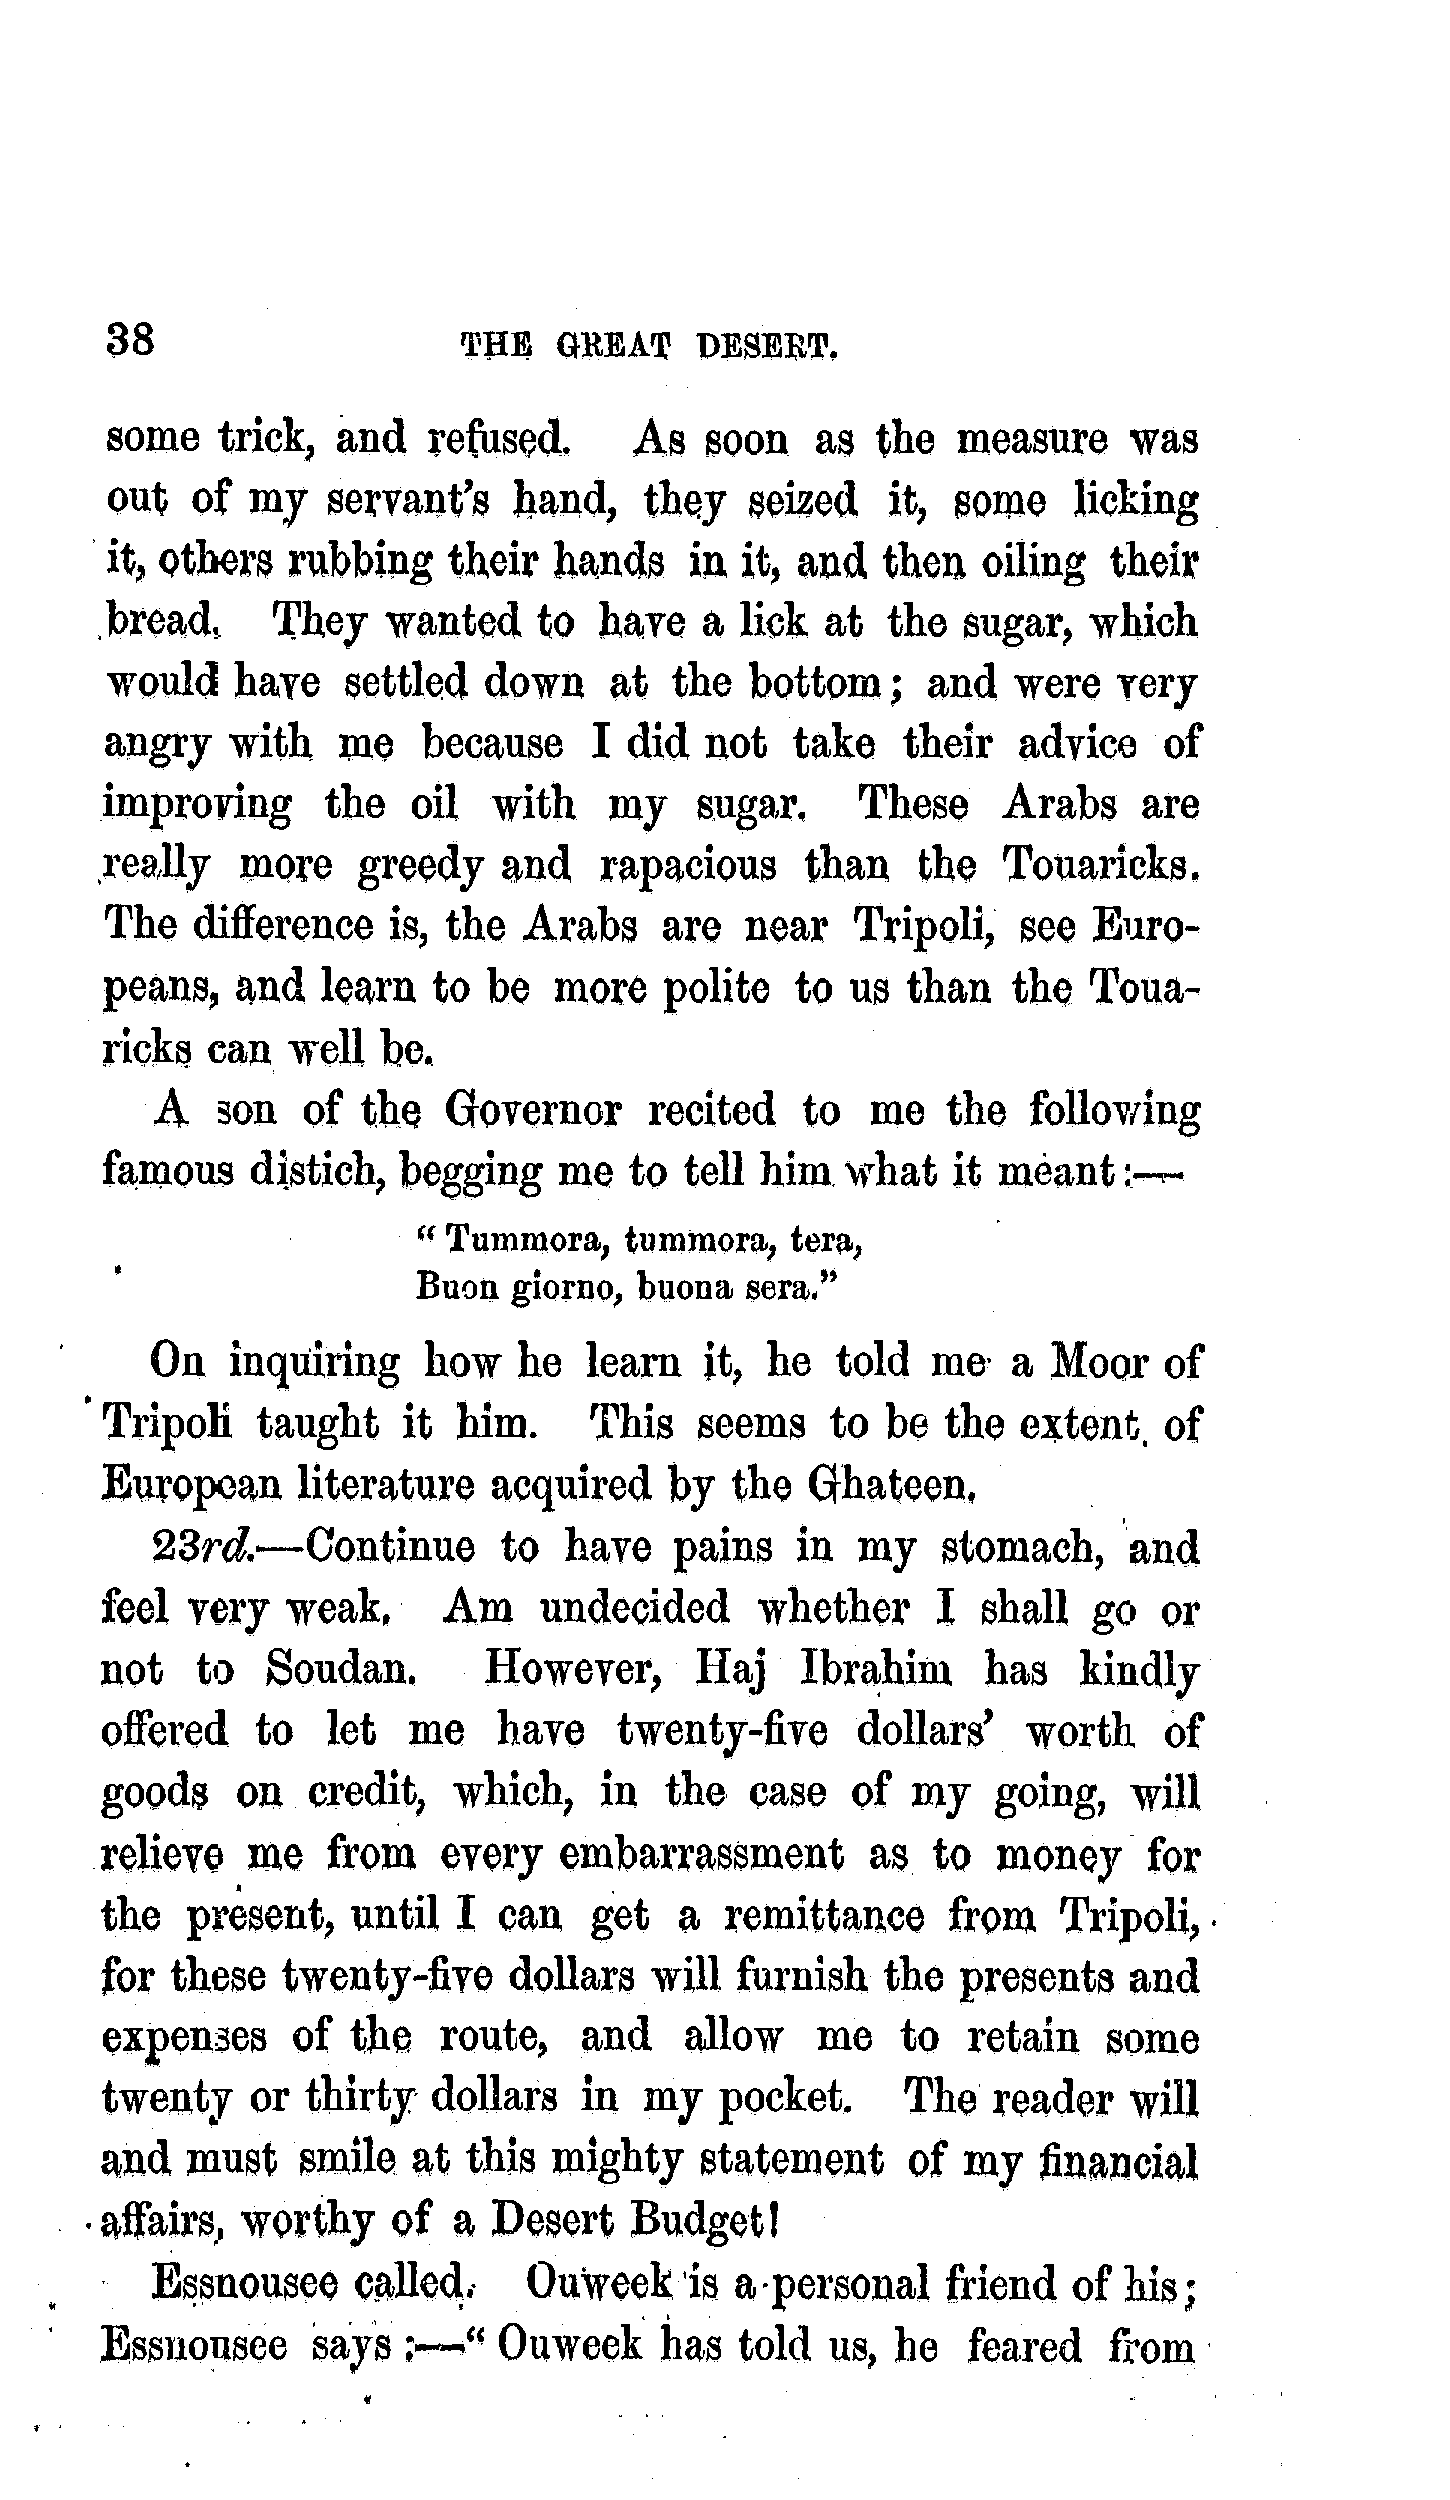 38 THE GREAT DESERT.
some trick, and refused. As soon as the measure was
out of my servant's hand, they seized it, some licking
it, others rubbing their hands in it, and then oiling their
bread. They wanted to have a lick at the sugar, which
would have settled down at the bottom; and were very
angry with me because I did not take their advice of
improving the oil with my sugar. These Arabs are
really more greedy and rapacious than the Touaricks.
The difference is, the Arabs are near Tripoli, see Euro-
peans, and learn to be more polite to us than the Toua-
ricks can well be.
A son of the Governor recited to me the following
famous distich, begging me to tell him what it meant:—
"Tummora, tummora, tera,
Buon giorno, buona sera."
On inquiring how he learn it, he told me a Moor of
Tripoli taught it him. This seems to be the extent of
European literature acquired by the Ghateen.
23rd.—Continue to have pains in my stomach, and
feel very weak. Am undecided whether I shall go or
not to Soudan. However, Haj Ibrahim has kindly
offered to let me have twenty-five dollars' worth of
goods on credit, which, in the case of my going, will
relieve me from every embarrassment as to money for
the present, until I can get a remittance from Tripoli,
for these twenty-five dollars will furnish the presents and
expenses of the route, and allow me to retain some
twenty or thirty dollars in my pocket. The reader will
and must smile at this mighty statement of my financial
affairs, worthy of a Desert Budget!
Essnousee called. Ouweek is a personal friend of his;
Essnousee says:—"Ouweek has told us, he feared from